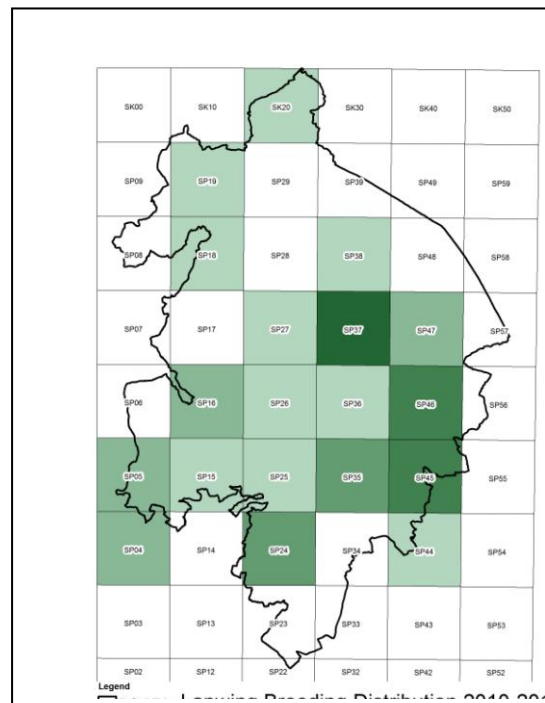 SK00 SK10 SK20 SK30 SK40 SK50
SP09 SP19 SP29 SP39 SP49 SP59
SP08 SP18 SP28 SP38 SP48 SP58
SP07 SP17 SP27 SP37 SP47 SP57
SP06 SP16 SP26 SP36 SP46 SP56
SP05 SP15 SP25 SP35 SP45 SP55
SP04 SP14 SP24 SP34 SP44 SP54
SP03 SP13 SP23 SP33 SP43 SP53
SP02 SP12 SP22 SP32 SP42 SP52
Legend
Lapwing Breeding Distribution